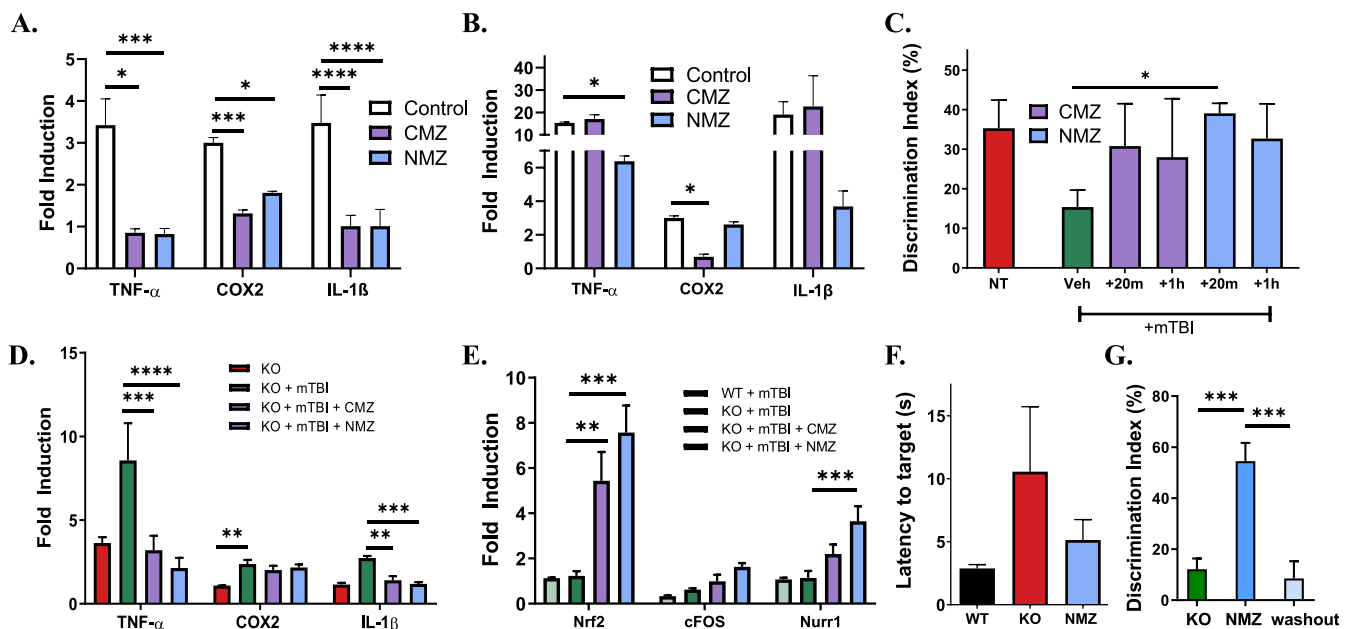 A.
Fold Induction
5
4
3
2
1
0
***
*
*
***
****
****
Control
CMZ
NMZ
TNF-α COX2 IL-1ß
B.
Fold Induction
40
30
20
10
6
4
2
0
*
*
Control
CMZ
NMZ
TNF-α COX2 IL-1β
C.
Discrimination Index (%)
50
40
30
20
10
0
*
CMZ
NMZ
NT Veh +20m +1h +20m +1h
+mTBI
D.
Fold Induction
15
10
5
0
****
***
**
***
**
KO
KO + mTBI
KO + mTBI + CMZ
KO + mTBI + NMZ
TNF-α COX2 IL-1β
E.
Fold Induction
10
8
6
4
2
0
***
**
***
WT + mTBI
KO + mTBI
KO + mTBI + CMZ
KO + mTBI + NMZ
Nrf2 cFOS Nurr1
F.
Latency to target (s)
15
10
5
0
WT KO NMZ
G.
Discrimination Index (%)
80
60
40
20
0
*** ***
KO NMZ washout